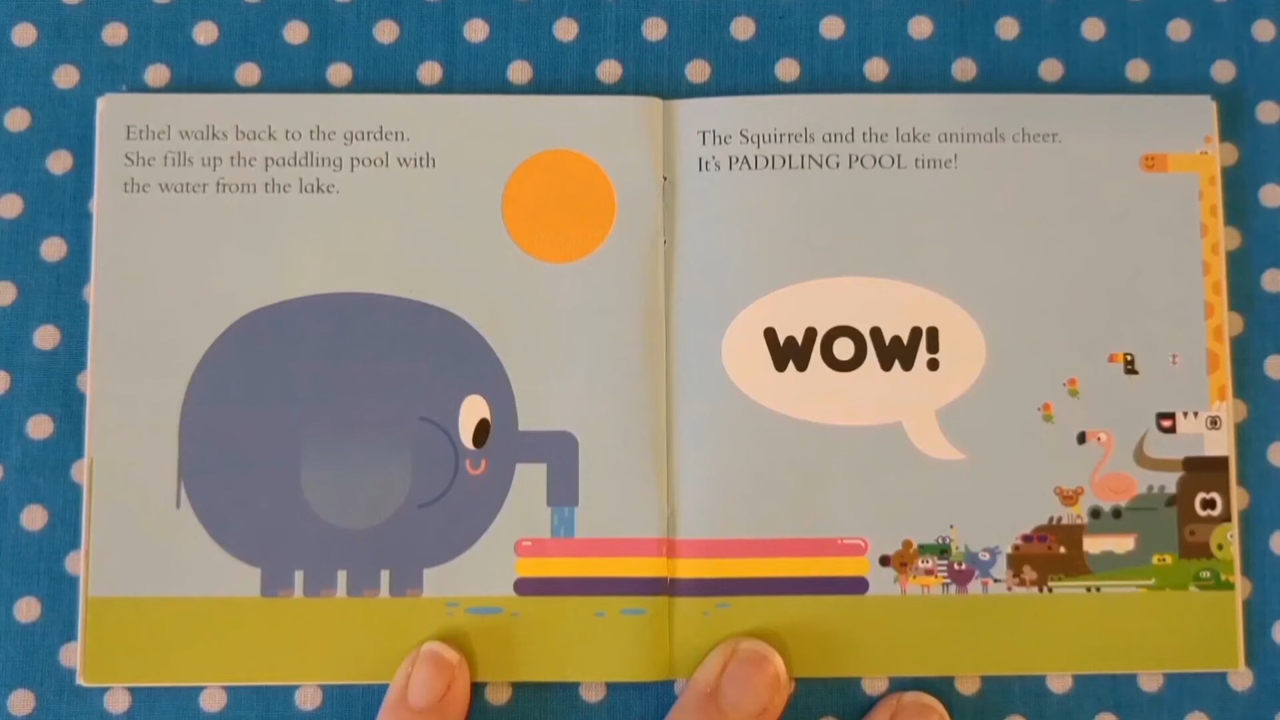 Ethel walks back to the garden.
She fills up the paddling pool with
the water from the lake.
The Squirrels and the lake animals cheer.
It's PADDLING POOL time!
WOW!